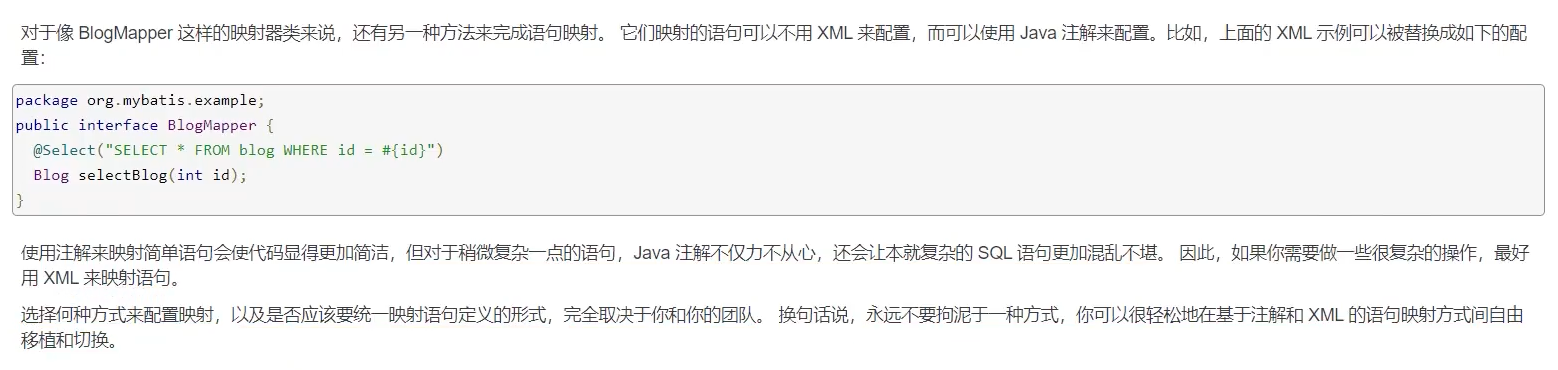 对于像 BlogMapper 这样的映射器类来说，还有另一种方法来完成语句映射。 它们映射的语句可以不用 XML 来配置，而可以使用 Java 注解来配置。比如，上面的 XML 示例可以被替换成如下的配
置：
package org.mybatis.example;
public interface BlogMapper {
  @Select("SELECT * FROM blog WHERE id = #{id}")
  Blog selectBlog(int id);
}
使用注解来映射简单语句会使代码显得更加简洁，但对于稍微复杂一点的语句，Java 注解不仅力不从心，还会让本就复杂的 SQL 语句更加混乱不堪。 因此，如果你需要做一些很复杂的操作，最好
用 XML 来映射语句。
选择何种方式来配置映射，以及是否应该要统一映射语句定义的形式，完全取决于你和你的团队。 换句话说，永远不要拘泥于一种方式，你可以很轻松地在基于注解和 XML 的语句映射方式间自由
移植和切换。